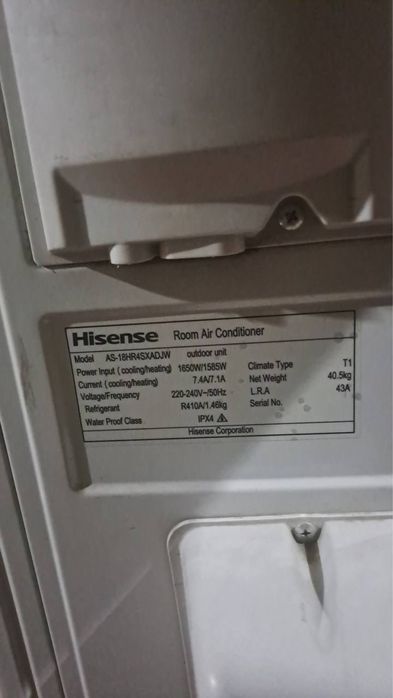 Hisense Room Air Conditioner
Model AS-18HR4SXADJW outdoor unit
Power Input ( cooling/heating) 1650W/1585W Climate Type T1
Current ( cooling/heating) 7.4A/7.1A Net Weight 40.5kg
Voltage/Frequency 220-240V~/50Hz L.R.A 43A
Refrigerant R410A/1.46kg Serial No.
Water Proof Class IPX4
Hisense Corporation